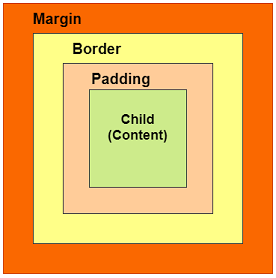 Margin
Border
Padding
Child
(Content)